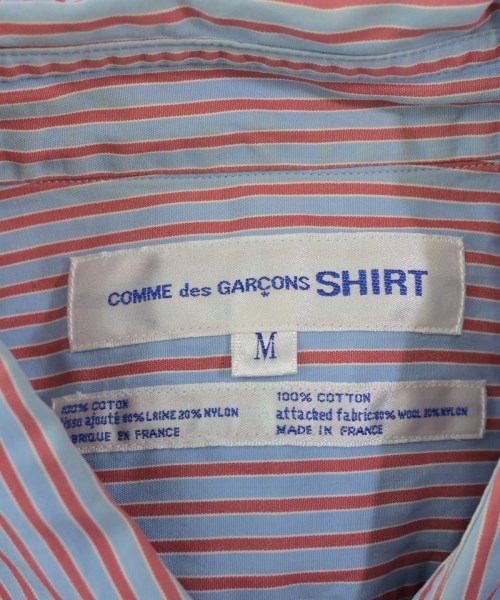 COMME des GARÇONS SHIRT
M
100% COTON
tissu ajouté 80% LAINE 20% NYLON
FABRIQUE EN FRANCE
100% COTTON
attached fabric 80% WOOL 20% NYLON
MADE IN FRANCE